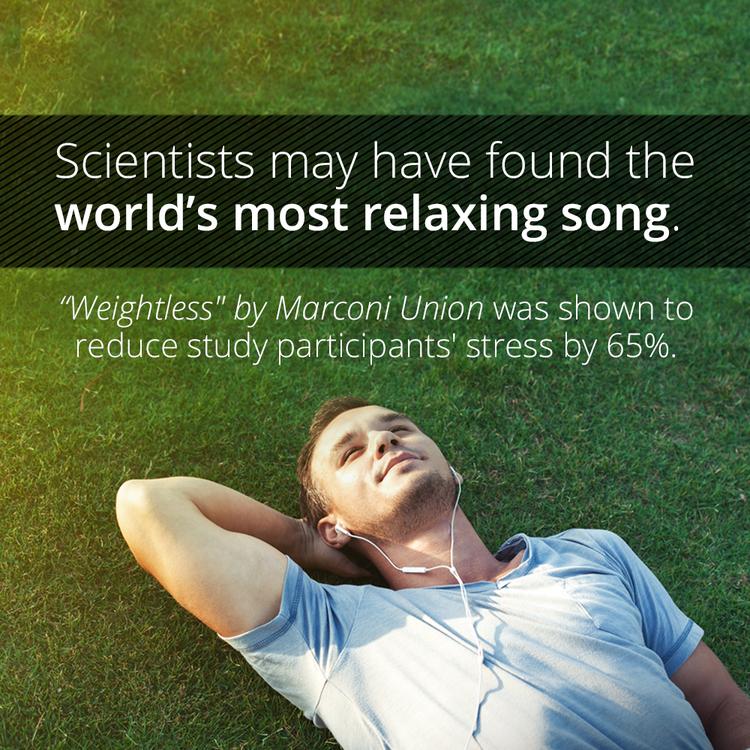 Scientists may have found the
world’s most relaxing song.
“Weightless" by Marconi Union was shown to
reduce study participants' stress by 65%.